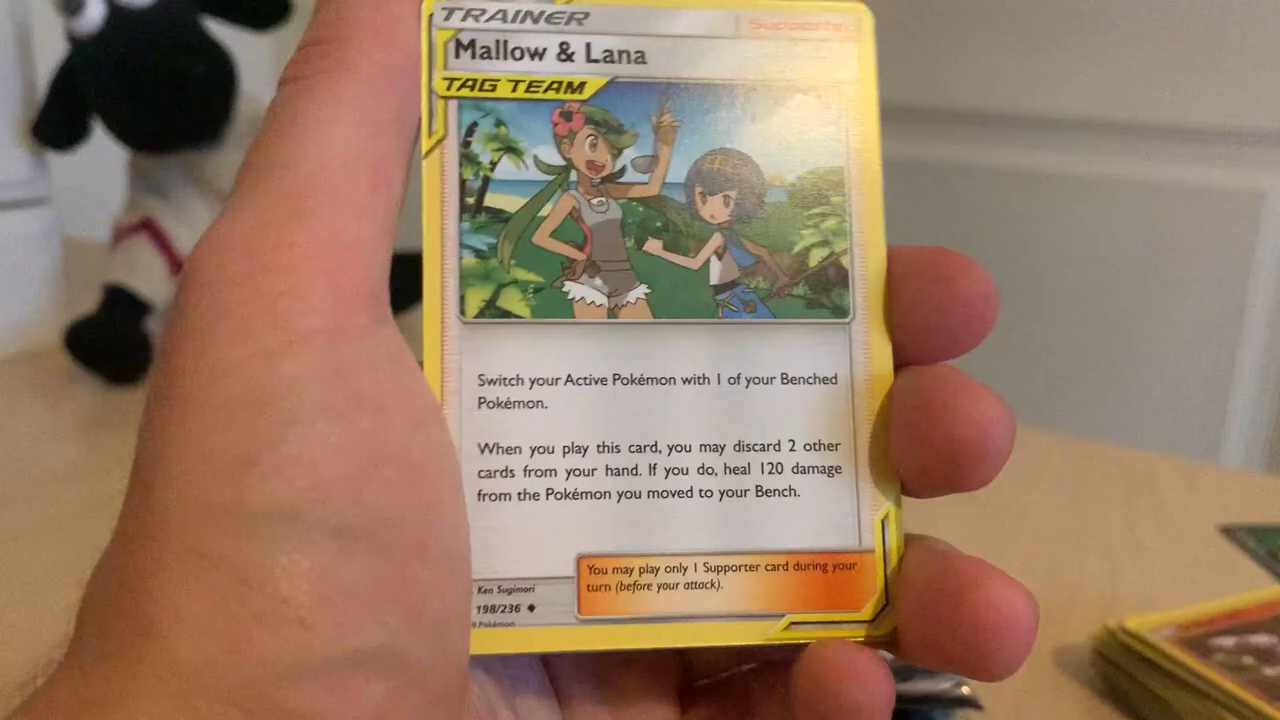 TRAINER
Supporter
Mallow & Lana
TAG TEAM
Switch your Active Pokémon with 1 of your Benched
Pokémon.
When you play this card, you may discard 2 other
cards from your hand. If you do, heal 120 damage
from the Pokémon you moved to your Bench.
You may play only 1 Supporter card during your
turn (before your attack).
Ken Sugimori
198/236
Pokémon